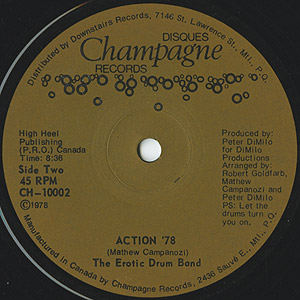 Distributed by Downstairs Records, 7146 St. Lawrence St. Mtl, P.Q.
DISQUES
Champagne
RECORDS
High Heel
Publishing
(P.R.O.) Canada
Time: 8:36
Side Two
45 RPM
CH-10002
Ⓟ1978
Produced by:
Peter DiMilo
for DiMilo
Productions
Arranged by:
Robert Goldfarb,
Mathew
Campanozi and
Peter DiMilo
PS: Let the
drums turn
you on.
ACTION '78
(Mathew Campanozi)
The Erotic Drum Band
Manufactured in Canada by Champagne Records, 2436 Sauvé E., Mtl. P.Q.